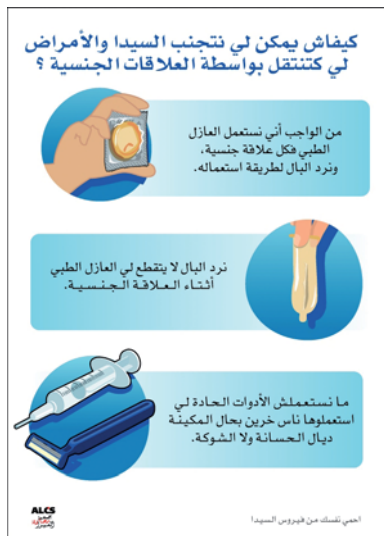 كيفاش يمكن لي نتجنب السيدا والأمراض
لي كتنتقل بواسطة العلاقات الجنسية ؟
من الواجب أني نستعمل العازل
الطبي فكل علاقة جنسية،
ونرد البال لطريقة استعماله.
نرد البال لا يتقطع لي العازل الطبي
أثناء العلاقة الجنسية.
ما نستعملش الأدوات الحادة لي
استعملوها ناس خرين بحال المكينة
ديال الحسانة ولا الشوكة.
ALCS
احمي نفسك من فيروس السيدا